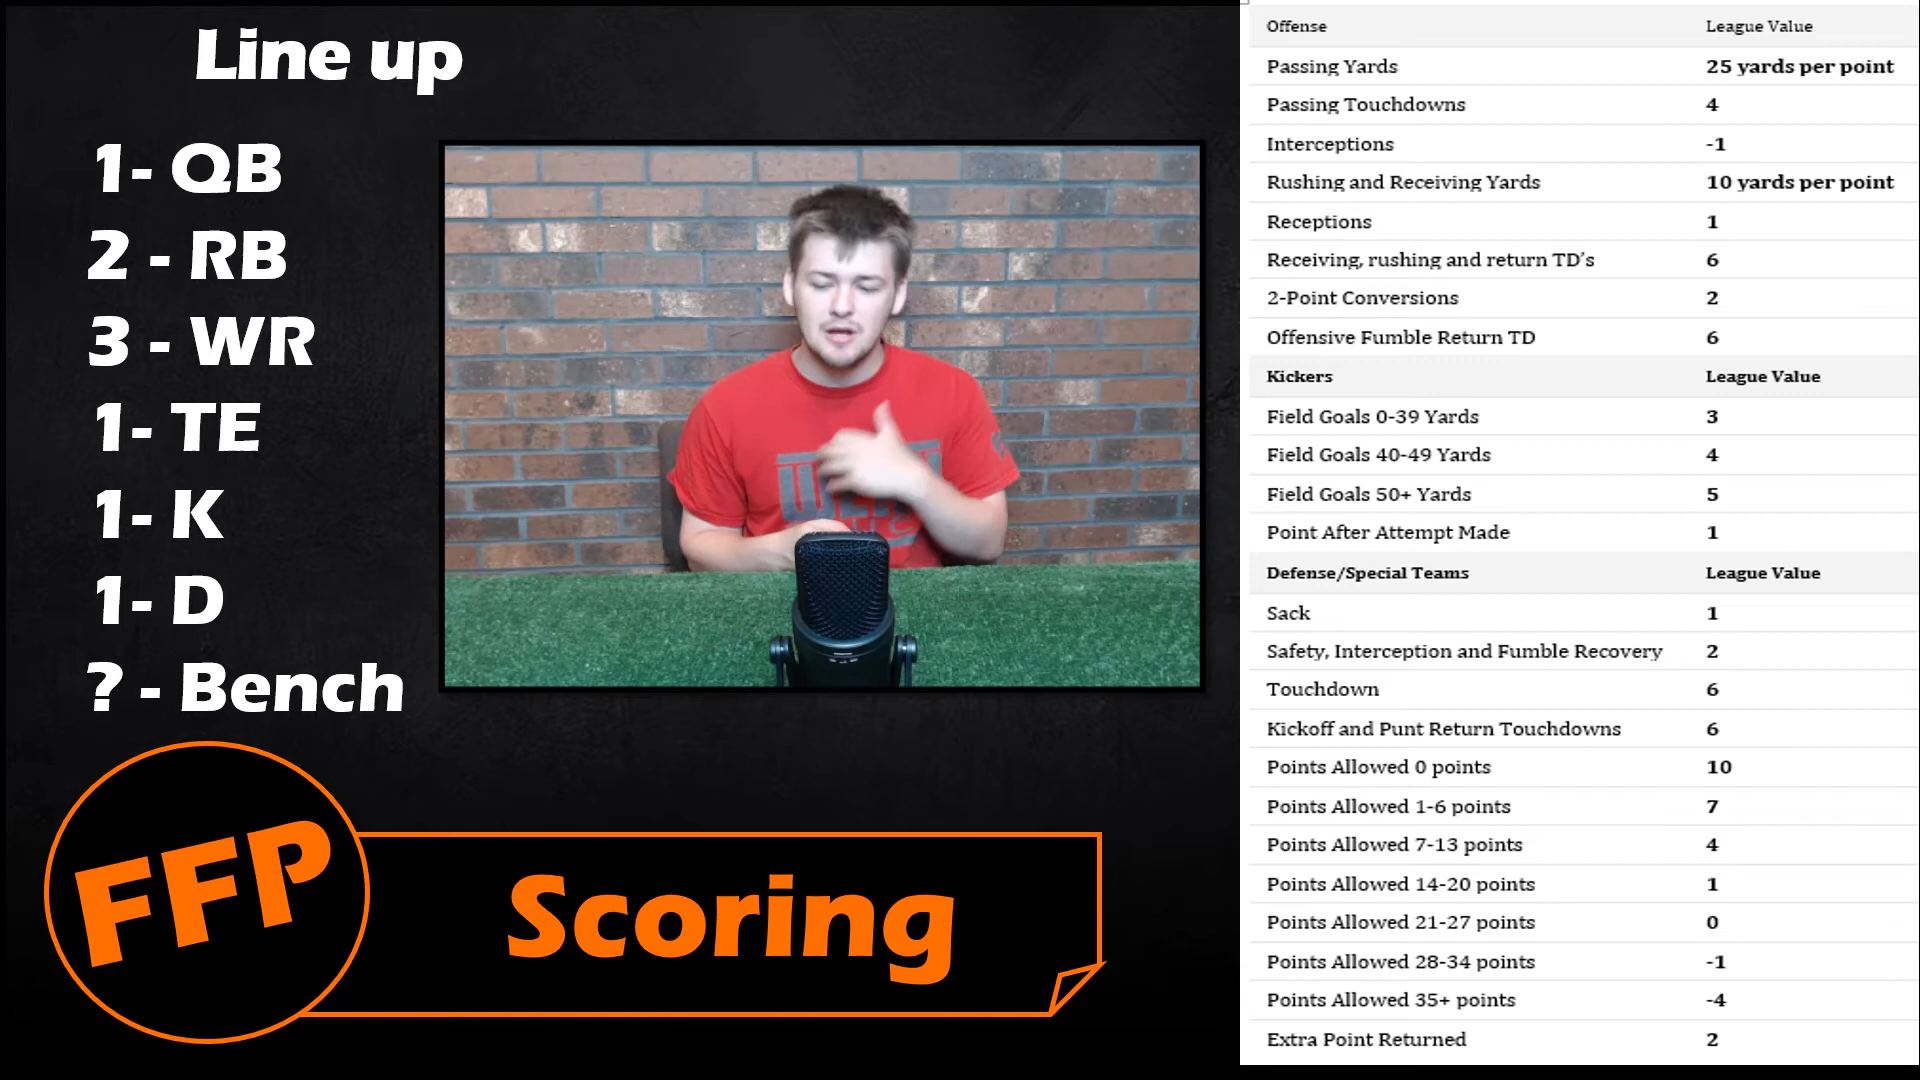 Line up
1- QB
2 - RB
3 - WR
1- TE
1- K
1- D
? - Bench
FFP
Scoring
Offense League Value
Passing Yards 25 yards per point
Passing Touchdowns 4
Interceptions -1
Rushing and Receiving Yards 10 yards per point
Receptions 1
Receiving, rushing and return TD’s 6
2-Point Conversions 2
Offensive Fumble Return TD 6
Kickers League Value
Field Goals 0-39 Yards 3
Field Goals 40-49 Yards 4
Field Goals 50+ Yards 5
Point After Attempt Made 1
Defense/Special Teams League Value
Sack 1
Safety, Interception and Fumble Recovery 2
Touchdown 6
Kickoff and Punt Return Touchdowns 6
Points Allowed 0 points 10
Points Allowed 1-6 points 7
Points Allowed 7-13 points 4
Points Allowed 14-20 points 1
Points Allowed 21-27 points 0
Points Allowed 28-34 points -1
Points Allowed 35+ points -4
Extra Point Returned 2